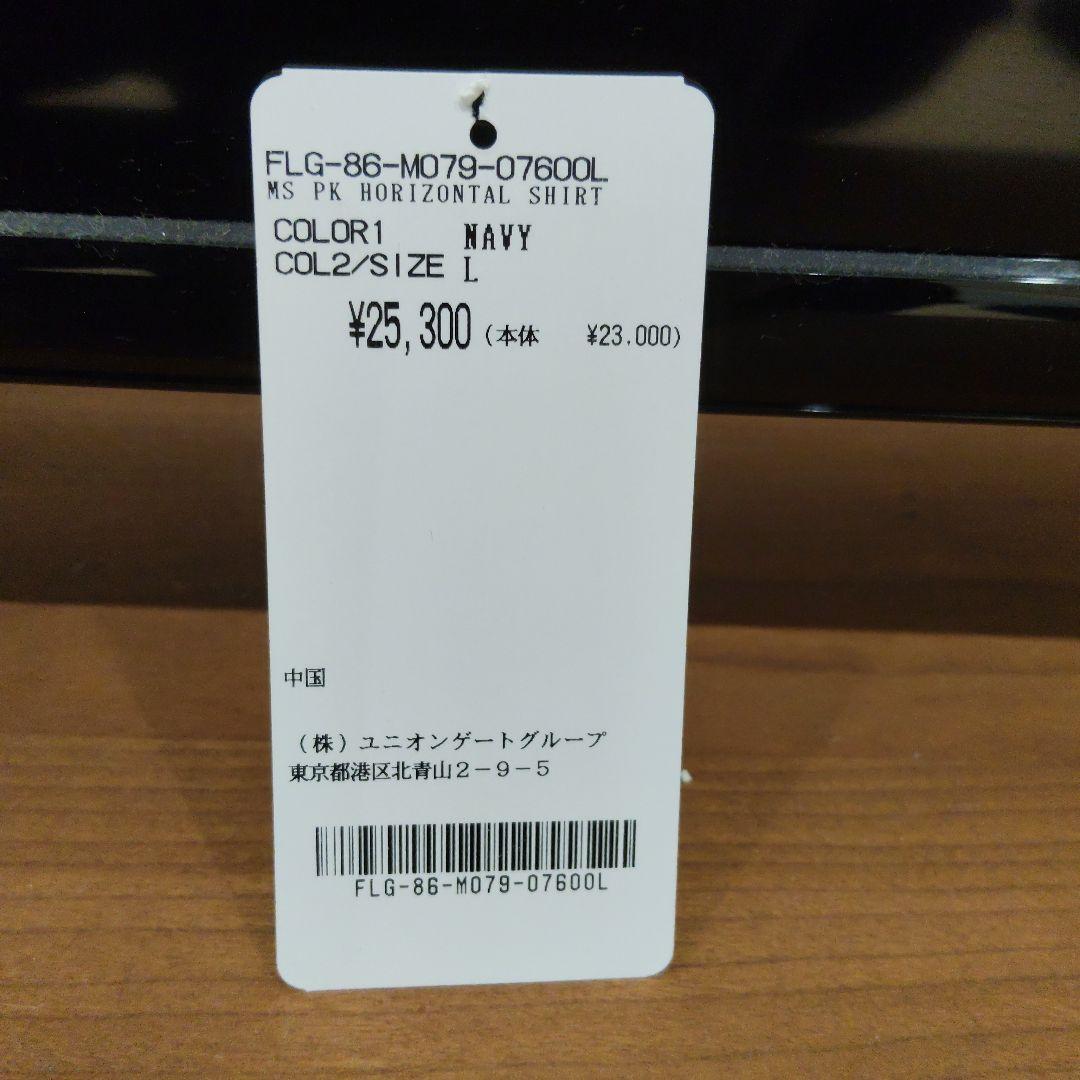 FLG-86-M079-07600L
MS PK HORIZONTAL SHIRT
COLOR1 NAVY
COL2/SIZE L
¥25,300 (本体 ¥23.000)
中国
(株)ユニオンゲートグループ
東京都港区北青山2-9-5
FLG-86-M079-07600L